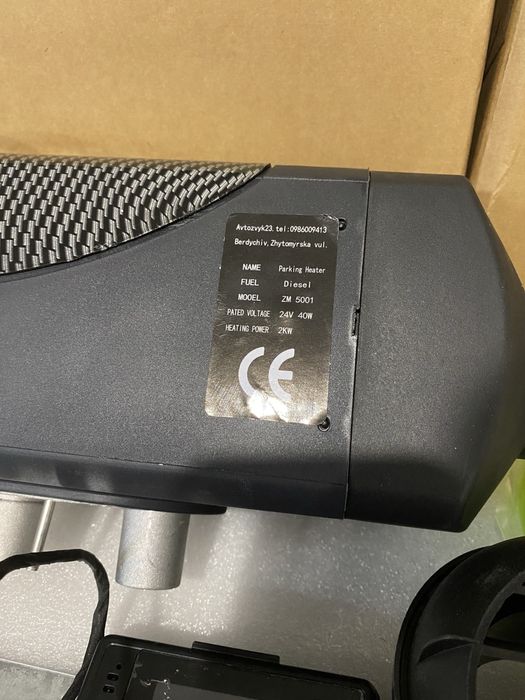 Avtozvyk23.tel:0986009413
Berdychiv,Zhytomyrska vul.
NAME Parking Heater
FUEL Diesel
MODEL ZM 5001
PATED VOLTAGE 24V 40W
HEATING POWER 2KW
CE